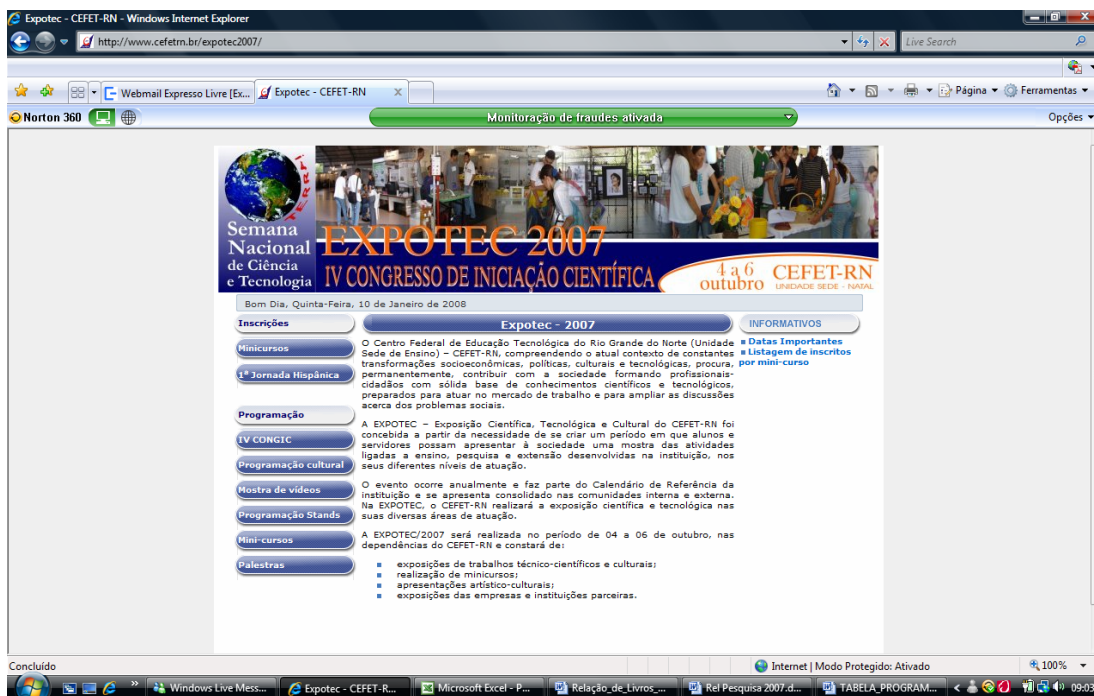 Expotec - CEFET-RN - Windows Internet Explorer
http://www.cefetrn.br/expotec2007/
Live Search
Webmail Expresso Livre [Ex...
Expotec - CEFET-RN
Página
Ferramentas
Norton 360
Monitoração de fraudes ativada
Opções
TERRA!
Semana
Nacional
de Ciência
e Tecnologia
EXPOTEC 2007
IV CONGRESSO DE INICIAÇÃO CIENTÍFICA
4 a 6
outubro
CEFET-RN
UNIDADE SEDE - NATAL
Bom Dia, Quinta-Feira, 10 de Janeiro de 2008
Inscrições
Minicursos
1ª Jornada Hispânica
Programação
IV CONGIC
Programação cultural
Mostra de vídeos
Programação Stands
Mini-cursos
Palestras
Expotec - 2007
O Centro Federal de Educação Tecnológica do Rio Grande do Norte (Unidade
Sede de Ensino) – CEFET-RN, compreendendo o atual contexto de constantes
transformações socioeconômicas, políticas, culturais e tecnológicas, procura,
permanentemente, contribuir com a sociedade formando profissionais-
cidadãos com sólida base de conhecimentos científicos e tecnológicos,
preparados para atuar no mercado de trabalho e para ampliar as discussões
acerca dos problemas sociais.
A EXPOTEC – Exposição Científica, Tecnológica e Cultural do CEFET-RN foi
concebida a partir da necessidade de se criar um período em que alunos e
servidores possam apresentar à sociedade uma mostra das atividades
ligadas a ensino, pesquisa e extensão desenvolvidas na instituição, nos
seus diferentes níveis de atuação.
O evento ocorre anualmente e faz parte do Calendário de Referência da
instituição e se apresenta consolidado nas comunidades interna e externa.
Na EXPOTEC, o CEFET-RN realizará a exposição científica e tecnológica nas
suas diversas áreas de atuação.
A EXPOTEC/2007 será realizada no período de 04 a 06 de outubro, nas
dependências do CEFET-RN e constará de:
exposições de trabalhos técnico-científicos e culturais;
realização de minicursos;
apresentações artístico-culturais;
exposições das empresas e instituições parceiras.
INFORMATIVOS
Datas Importantes
Listagem de inscritos
por mini-curso
Concluído
Internet | Modo Protegido: Ativado
100%
Windows Live Mess...
Expotec - CEFET-R...
Microsoft Excel - P...
Relação_de_Livros_...
Rel Pesquisa 2007.d...
TABELA_PROGRAM...
09:03